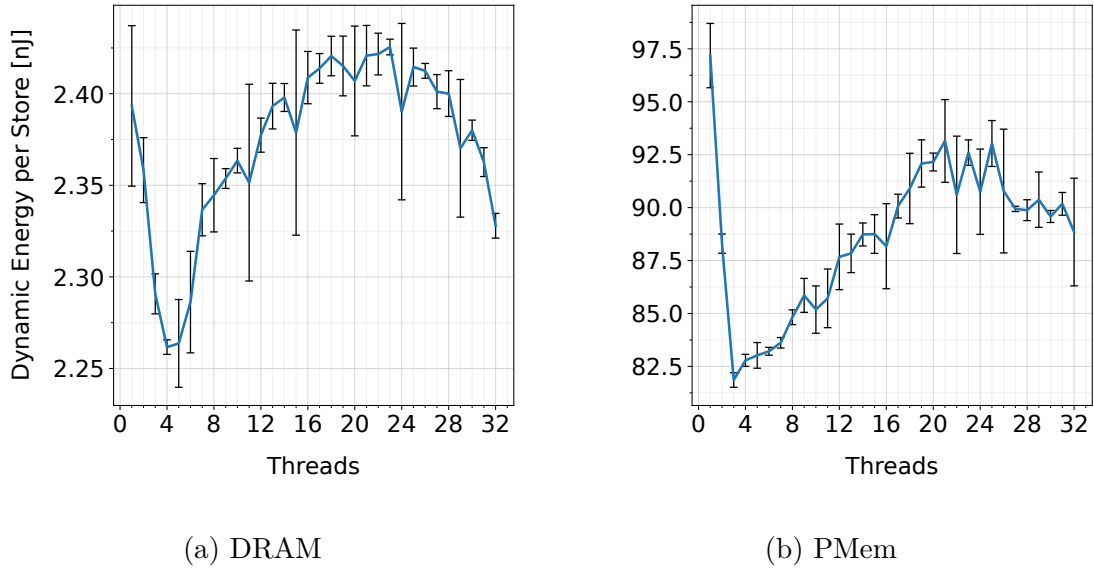 Dynamic Energy per Store [nJ]
2.40
2.35
2.30
2.25
0 4 8 12 16 20 24 28 32
Threads
(a) DRAM
97.5
95.0
92.5
90.0
87.5
85.0
82.5
0 4 8 12 16 20 24 28 32
Threads
(b) PMem